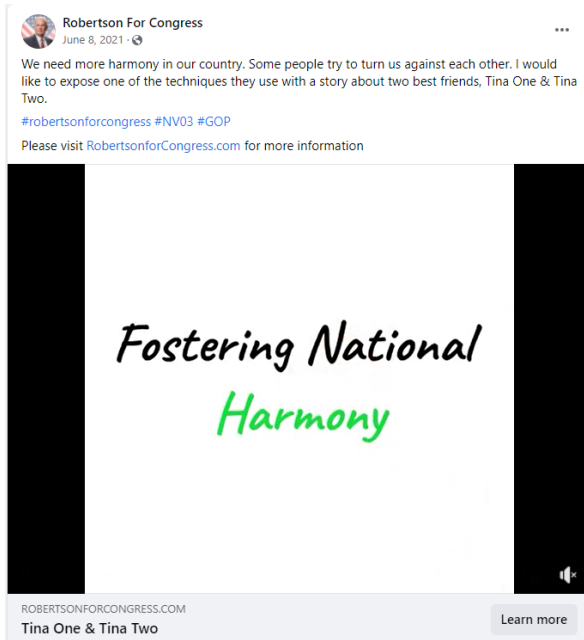 Robertson For Congress
June 8, 2021 ·
We need more harmony in our country. Some people try to turn us against each other. I would
like to expose one of the techniques they use with a story about two best friends, Tina One & Tina
Two.
#robertsonforcongress #NV03 #GOP
Please visit RobertsonforCongress.com for more information
Fostering National
Harmony
ROBERTSONFORCONGRESS.COM
Tina One & Tina Two
Learn more